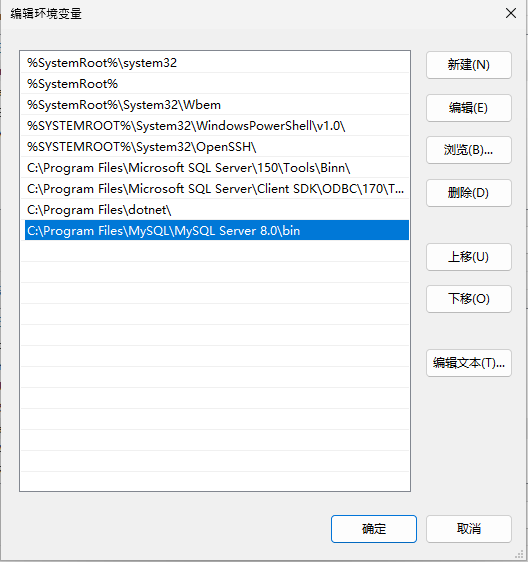 编辑环境变量
%SystemRoot%\system32
%SystemRoot%
%SystemRoot%\System32\Wbem
%SYSTEMROOT%\System32\WindowsPowerShell\v1.0\
%SYSTEMROOT%\System32\OpenSSH\
C:\Program Files\Microsoft SQL Server\150\Tools\Binn\
C:\Program Files\Microsoft SQL Server\Client SDK\ODBC\170\T...
C:\Program Files\dotnet\
C:\Program Files\MySQL\MySQL Server 8.0\bin
新建(N)
编辑(E)
浏览(B)...
删除(D)
上移(U)
下移(O)
编辑文本(T)...
确定
取消